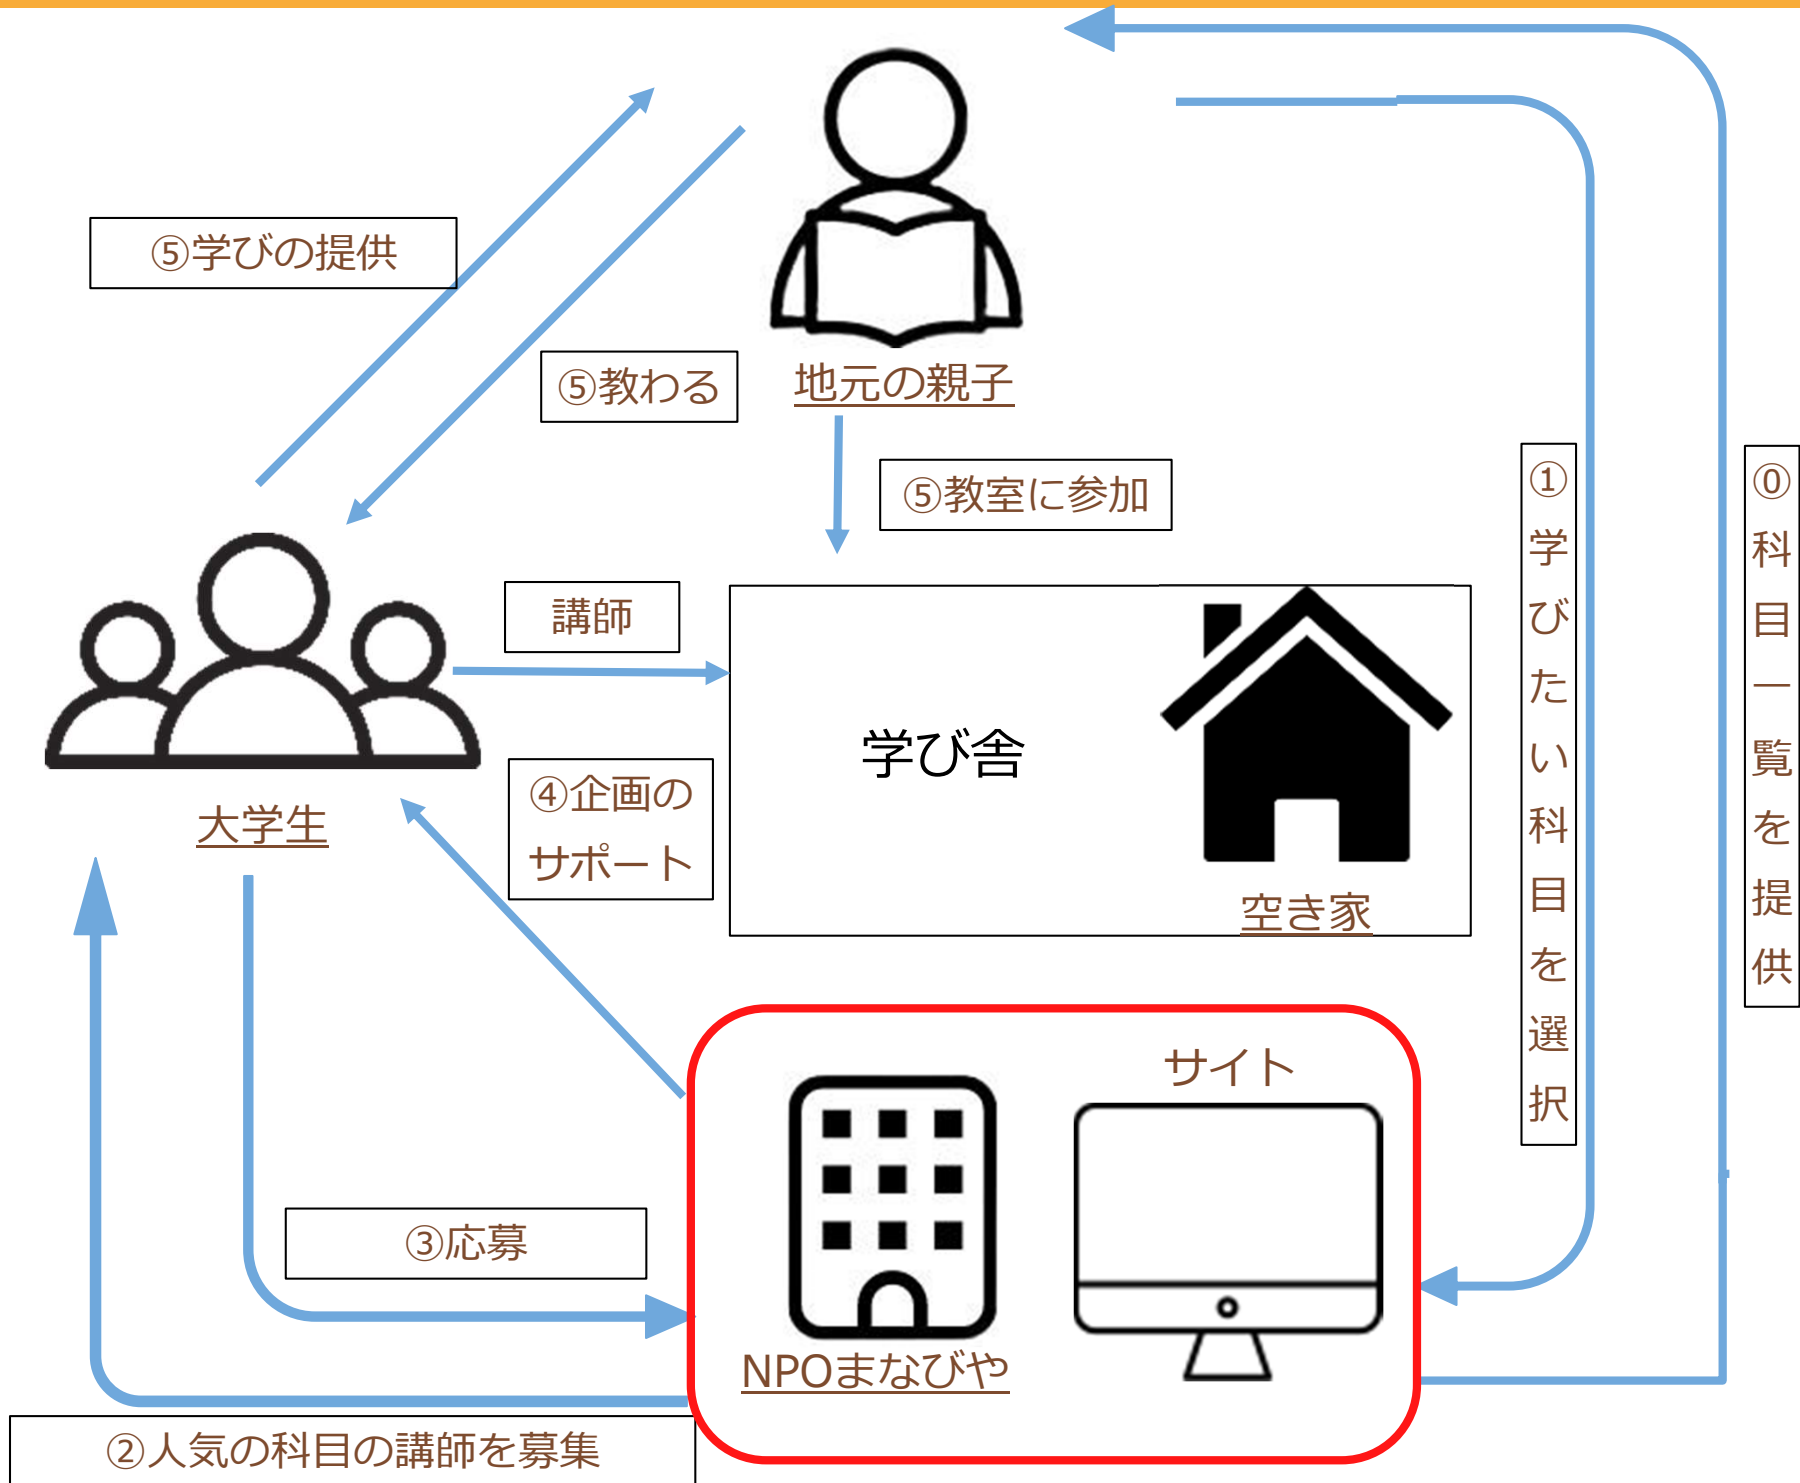 ⑤学びの提供
⑤教わる
地元の親子
⑤教室に参加
①学びたい科目を選択
⓪科目一覧を提供
講師
学び舎
空き家
大学生
④企画の
サポート
サイト
③応募
NPOまなびや
②人気の科目の講師を募集